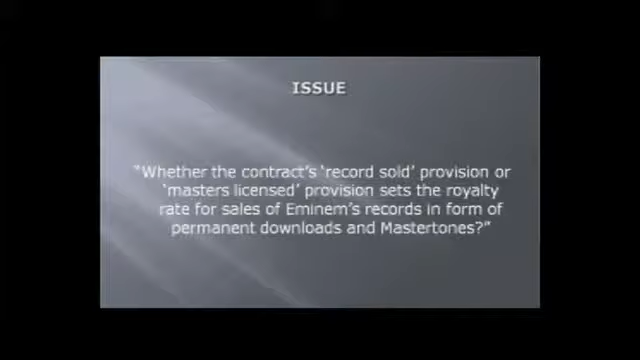 ISSUE
“Whether the contract’s ‘record sold’ provision or
‘masters licensed’ provision sets the royalty
rate for sales of Eminem’s records in form of
permanent downloads and Mastertones?”